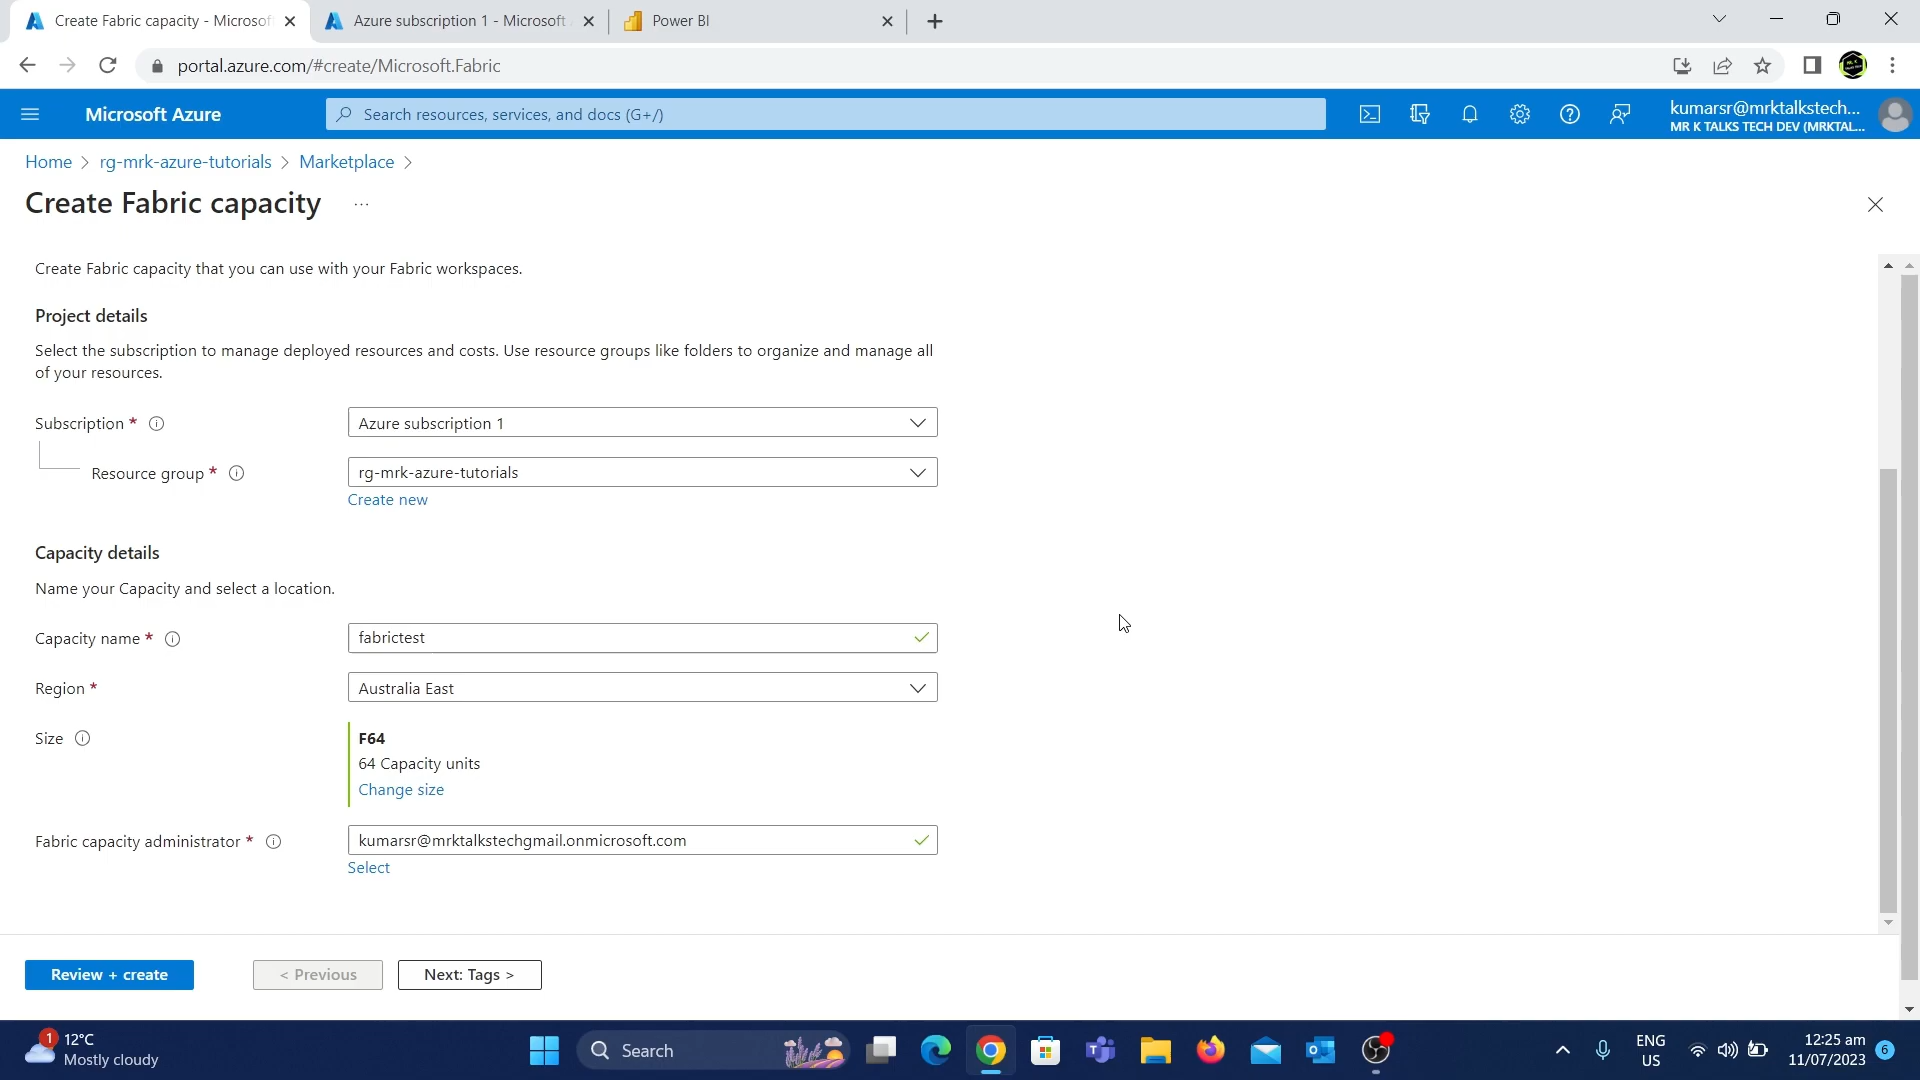 Create Fabric capacity - Microsof
Azure subscription 1 - Microsoft
Power BI
portal.azure.com/#create/Microsoft.Fabric
Microsoft Azure
Search resources, services, and docs (G+/)
kumarsr@mrktalkstech...
MR K TALKS TECH DEV (MRKTAL...
Home > rg-mrk-azure-tutorials > Marketplace >
Create Fabric capacity ...
Create Fabric capacity that you can use with your Fabric workspaces.
Project details
Select the subscription to manage deployed resources and costs. Use resource groups like folders to organize and manage all
of your resources.
Subscription *
Azure subscription 1
Resource group *
rg-mrk-azure-tutorials
Create new
Capacity details
Name your Capacity and select a location.
Capacity name *
fabrictest
Region *
Australia East
Size
F64
64 Capacity units
Change size
Fabric capacity administrator *
kumarsr@mrktalkstechgmail.onmicrosoft.com
Select
Review + create
< Previous
Next: Tags >
1
12°C
Mostly cloudy
Search
ENG
US
12:25 am
11/07/2023
6